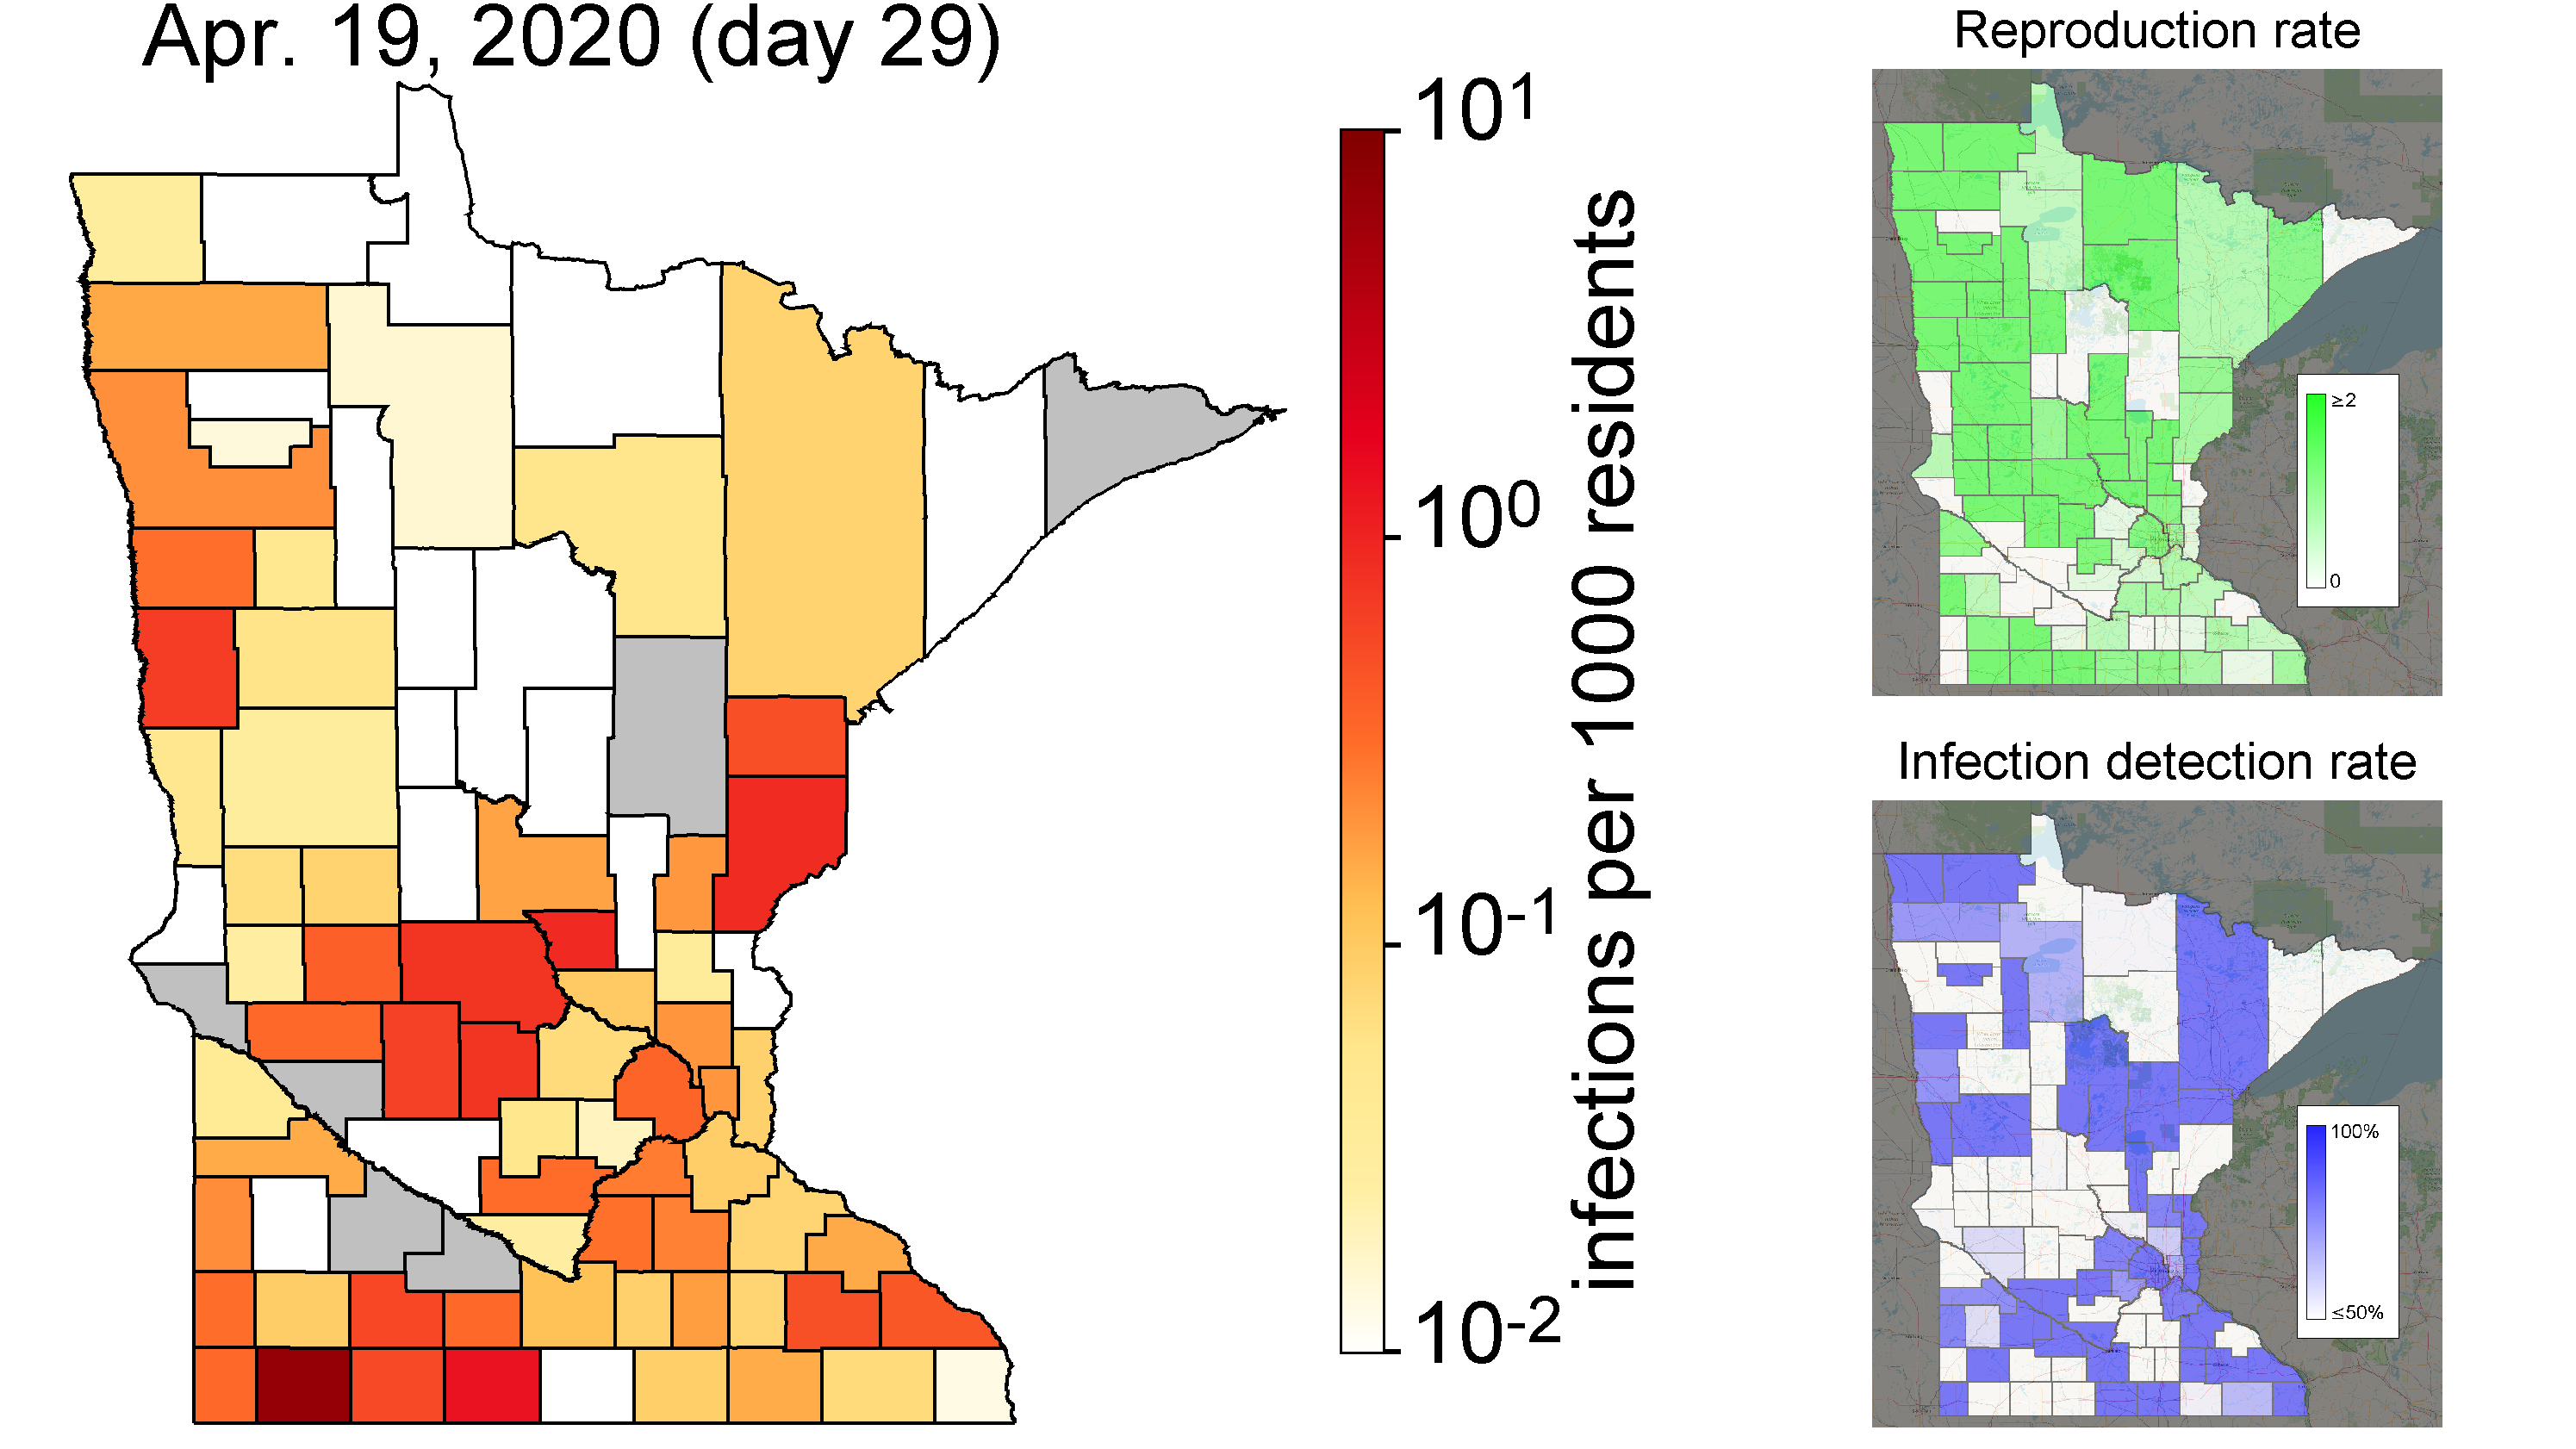 Apr. 19, 2020 (day 29)
10¹
10⁰
10⁻¹
10⁻²
infections per 1000 residents
Reproduction rate
≥2
0
Infection detection rate
100%
≤50%